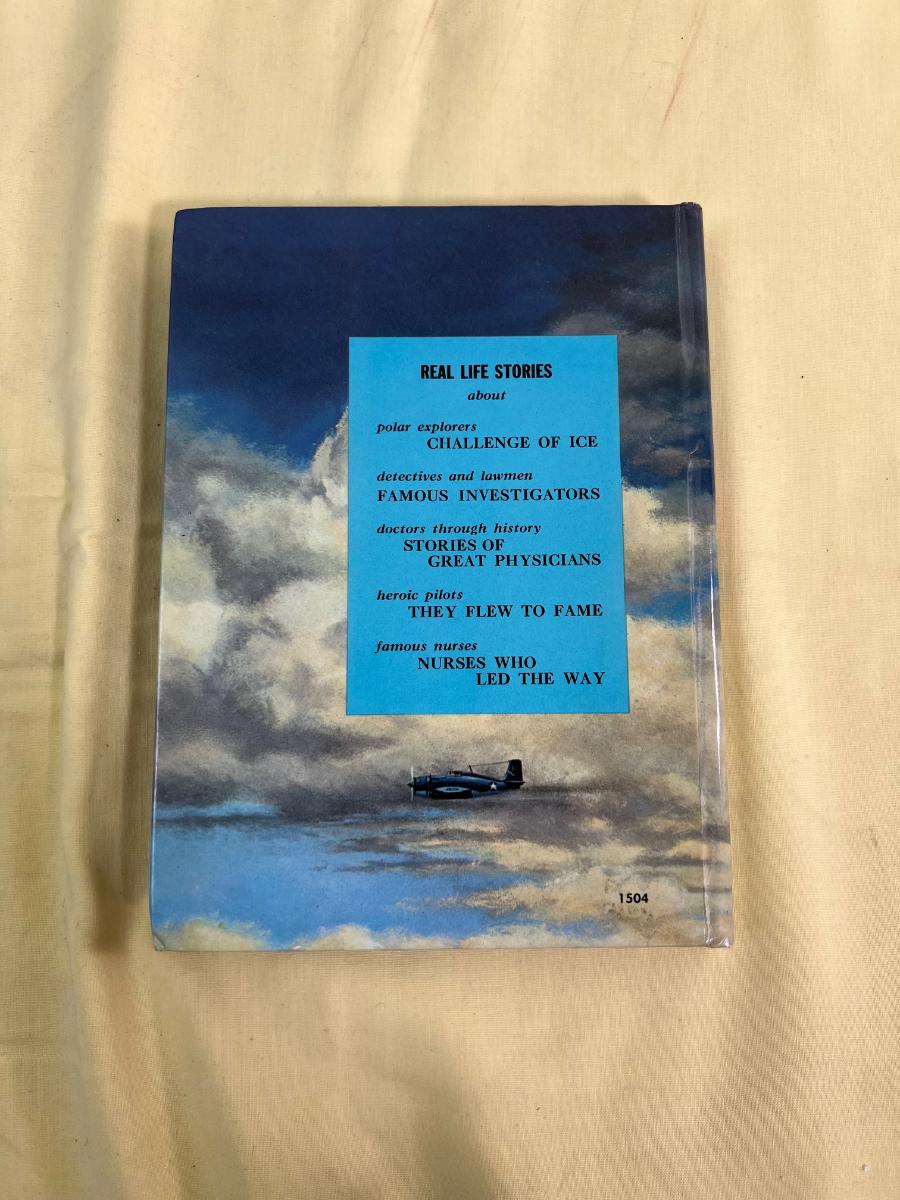 REAL LIFE STORIES
about
polar explorers
CHALLENGE OF ICE
detectives and lawmen
FAMOUS INVESTIGATORS
doctors through history
STORIES OF
GREAT PHYSICIANS
heroic pilots
THEY FLEW TO FAME
famous nurses
NURSES WHO
LED THE WAY
1504